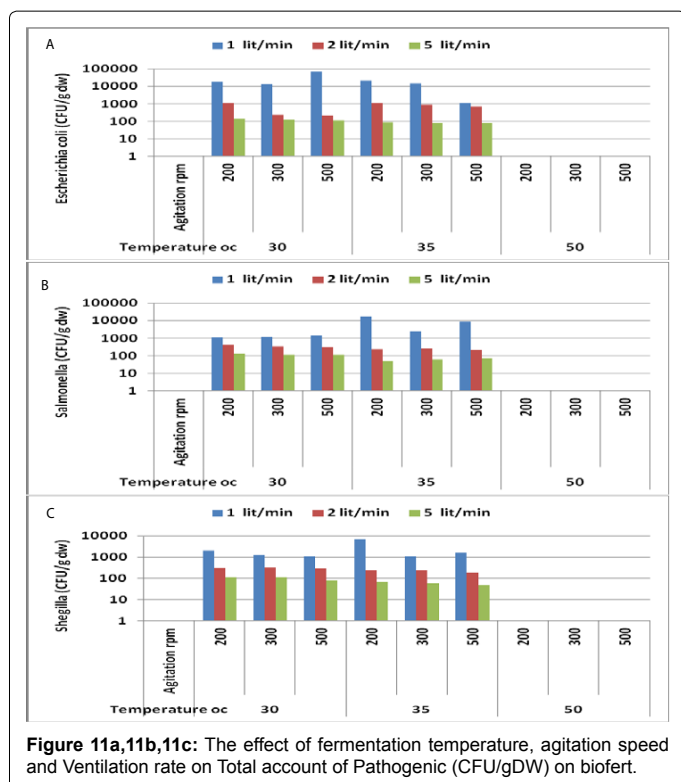 A
1 lit/min 2 lit/min 5 lit/min
Escherichia coli (CFU/gdw)
100000
10000
1000
100
10
1
Agitation rpm 200 300 500 200 300 500 200 300 500
Temperature oc 30 35 50
B
1 lit/min 2 lit/min 5 lit/min
Salmonella (CFU/gdw)
100000
10000
1000
100
10
1
Agitation rpm 200 300 500 200 300 500 200 300 500
Temperature oc 30 35 50
C
1 lit/min 2 lit/min 5 lit/min
Shegilla (CFU/gdw)
10000
1000
100
10
1
Agitation rpm 200 300 500 200 300 500 200 300 500
Temperature oc 30 35 50
Figure 11a,11b,11c: The effect of fermentation temperature, agitation speed
and Ventilation rate on Total account of Pathogenic (CFU/gDW) on biofert.